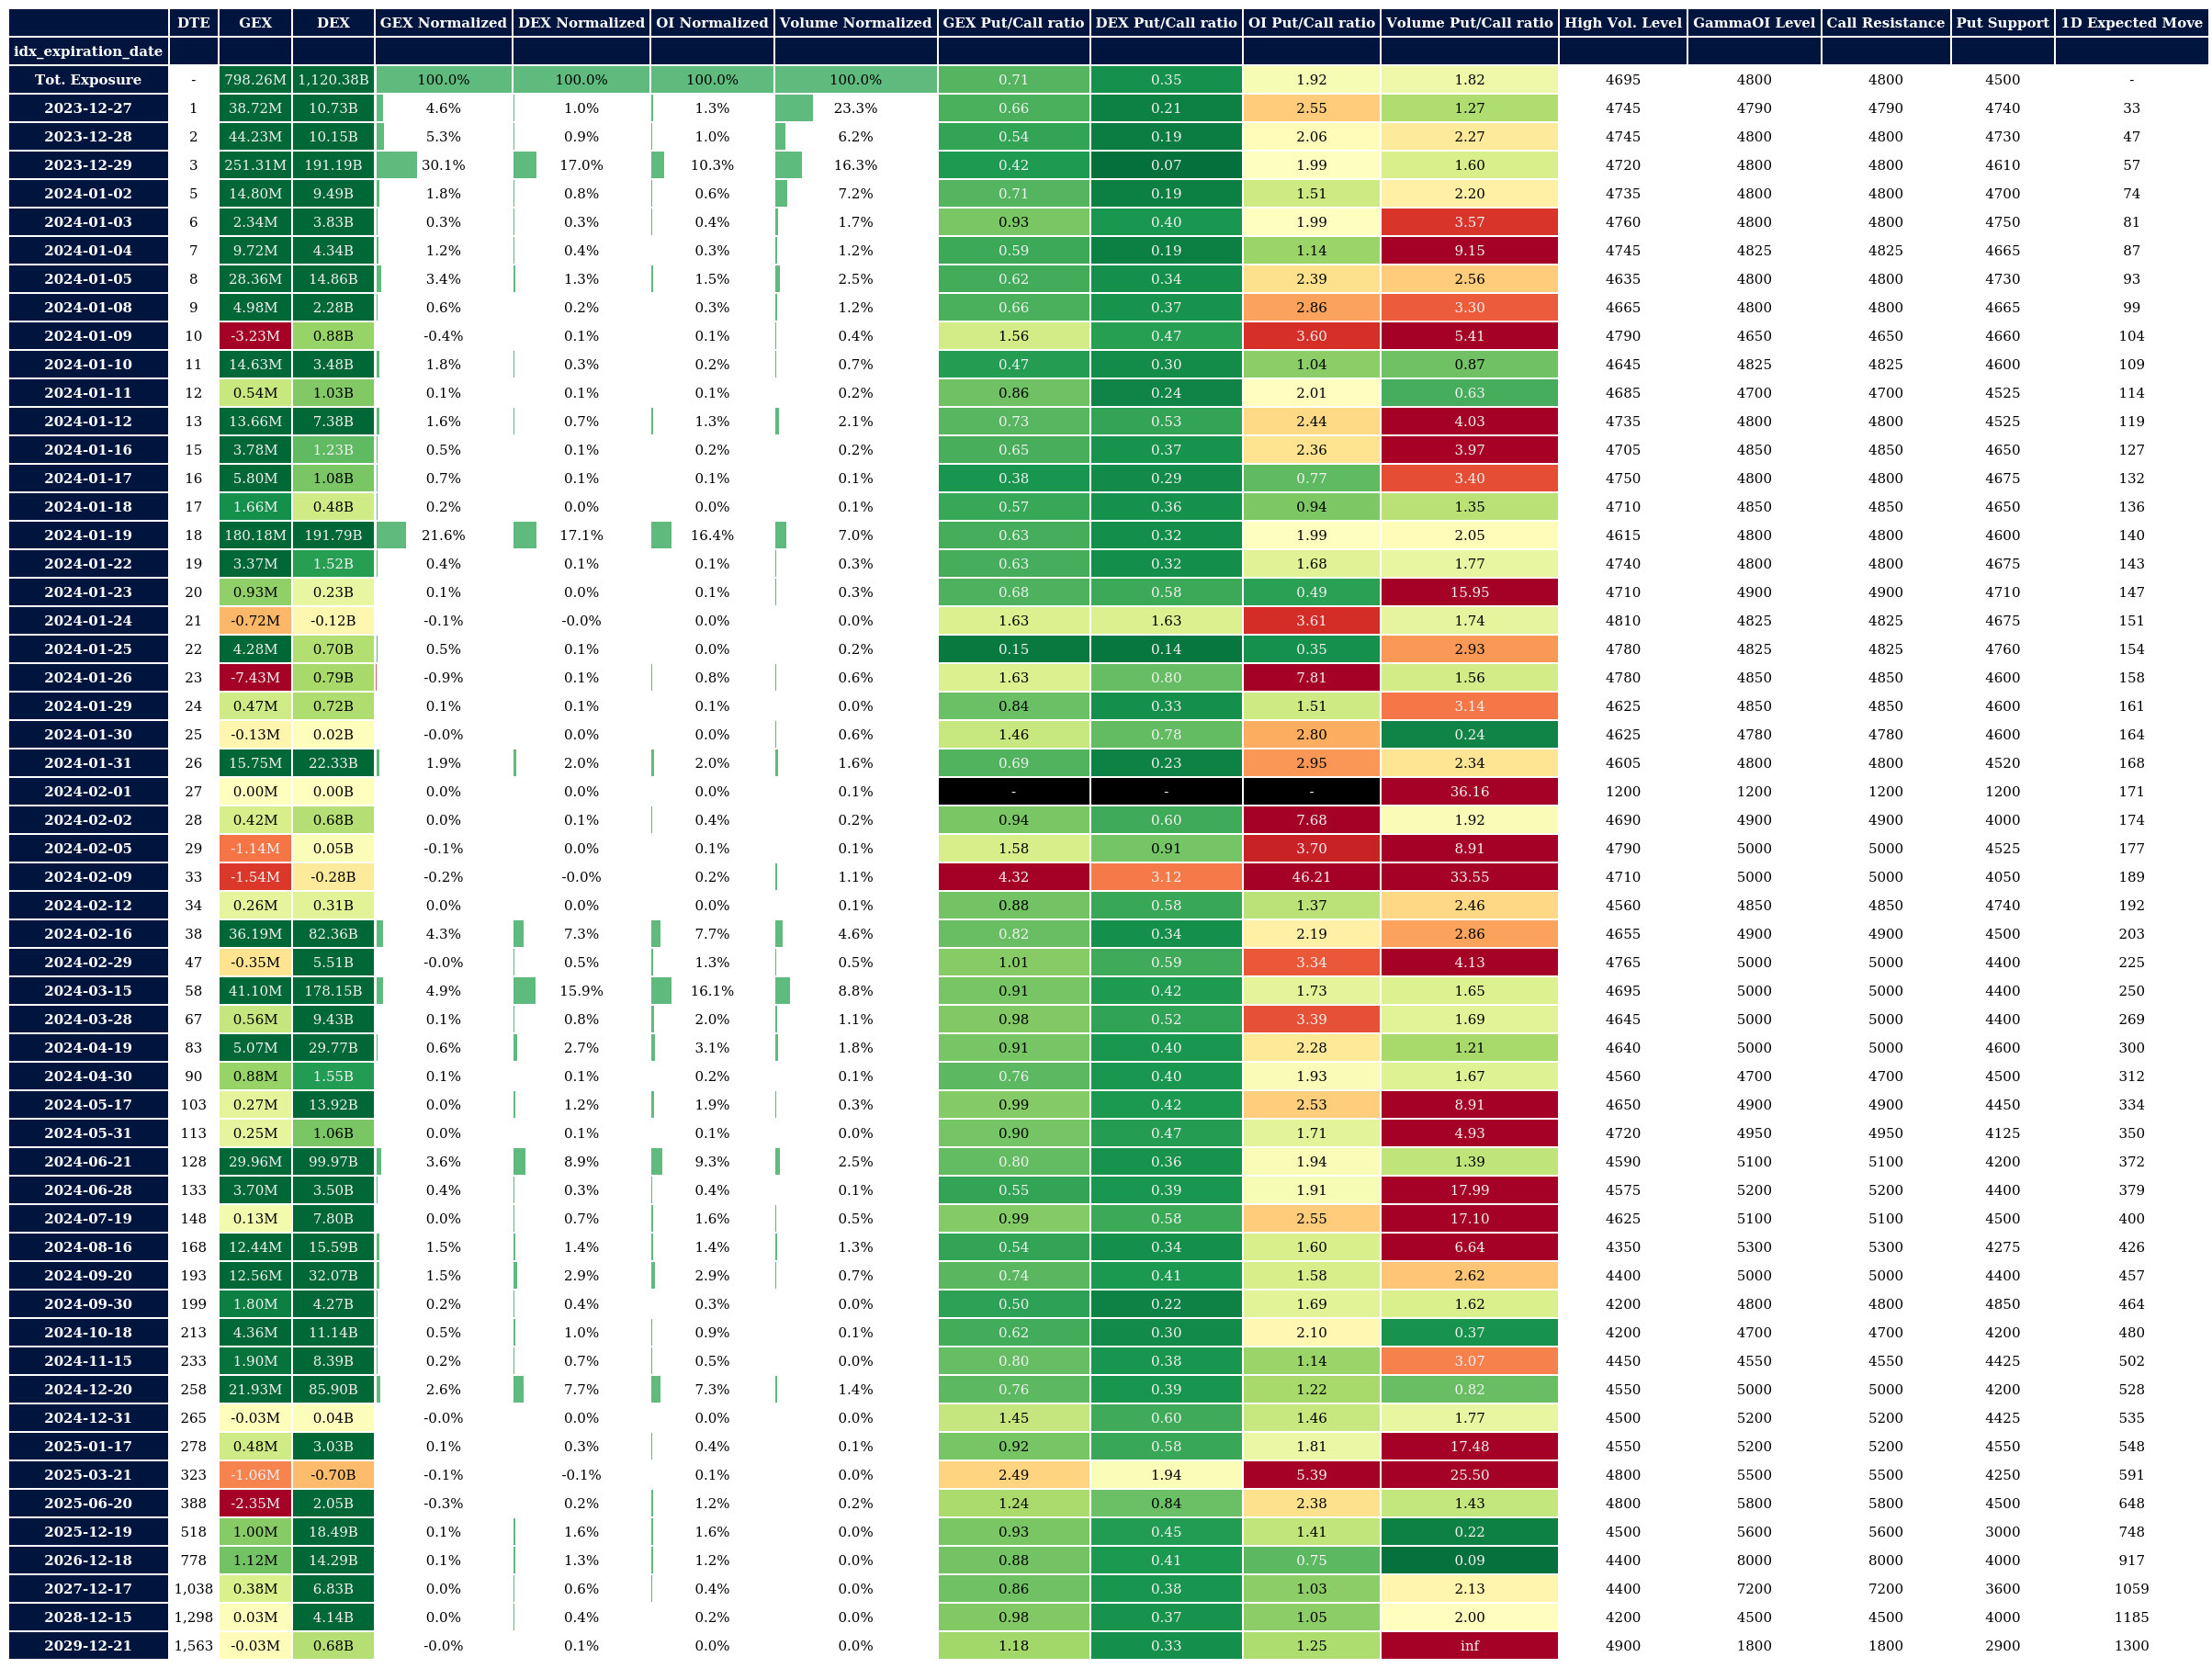 DTE GEX DEX GEX Normalized DEX Normalized OI Normalized Volume Normalized GEX Put/Call ratio DEX Put/Call ratio OI Put/Call ratio Volume Put/Call ratio High Vol. Level GammaOI Level Call Resistance Put Support 1D Expected Move
idx_expiration_date
Tot. Exposure - 798.26M 1,120.38B 100.0% 100.0% 100.0% 100.0% 0.71 0.35 1.92 1.82 4695 4800 4800 4500 -
2023-12-27 1 38.72M 10.73B 4.6% 1.0% 1.3% 23.3% 0.66 0.21 2.55 1.27 4745 4790 4790 4740 33
2023-12-28 2 44.23M 10.15B 5.3% 0.9% 1.0% 6.2% 0.54 0.19 2.06 2.27 4745 4800 4800 4730 47
2023-12-29 3 251.31M 191.19B 30.1% 17.0% 10.3% 16.3% 0.42 0.07 1.99 1.60 4720 4800 4800 4610 57
2024-01-02 5 14.80M 9.49B 1.8% 0.8% 0.6% 7.2% 0.71 0.19 1.51 2.20 4735 4800 4800 4700 74
2024-01-03 6 2.34M 3.83B 0.3% 0.3% 0.4% 1.7% 0.93 0.40 1.99 3.57 4760 4800 4800 4750 81
2024-01-04 7 9.72M 4.34B 1.2% 0.4% 0.3% 1.2% 0.59 0.19 1.14 9.15 4745 4825 4825 4665 87
2024-01-05 8 28.36M 14.86B 3.4% 1.3% 1.5% 2.5% 0.62 0.34 2.39 2.56 4635 4800 4800 4730 93
2024-01-08 9 4.98M 2.28B 0.6% 0.2% 0.3% 1.2% 0.66 0.37 2.86 3.30 4665 4800 4800 4665 99
2024-01-09 10 -3.23M 0.88B -0.4% 0.1% 0.1% 0.4% 1.56 0.47 3.60 5.41 4790 4650 4650 4660 104
2024-01-10 11 14.63M 3.48B 1.8% 0.3% 0.2% 0.7% 0.47 0.30 1.04 0.87 4645 4825 4825 4600 109
2024-01-11 12 0.54M 1.03B 0.1% 0.1% 0.1% 0.2% 0.86 0.24 2.01 0.63 4685 4700 4700 4525 114
2024-01-12 13 13.66M 7.38B 1.6% 0.7% 1.3% 2.1% 0.73 0.53 2.44 4.03 4735 4800 4800 4525 119
2024-01-16 15 3.78M 1.23B 0.5% 0.1% 0.2% 0.2% 0.65 0.37 2.36 3.97 4705 4850 4850 4650 127
2024-01-17 16 5.80M 1.08B 0.7% 0.1% 0.1% 0.1% 0.38 0.29 0.77 3.40 4750 4800 4800 4675 132
2024-01-18 17 1.66M 0.48B 0.2% 0.0% 0.0% 0.1% 0.57 0.36 0.94 1.35 4710 4850 4850 4650 136
2024-01-19 18 180.18M 191.79B 21.6% 17.1% 16.4% 7.0% 0.63 0.32 1.99 2.05 4615 4800 4800 4600 140
2024-01-22 19 3.37M 1.52B 0.4% 0.1% 0.1% 0.3% 0.63 0.32 1.68 1.77 4740 4800 4800 4675 143
2024-01-23 20 0.93M 0.23B 0.1% 0.0% 0.1% 0.3% 0.68 0.58 0.49 15.95 4710 4900 4900 4710 147
2024-01-24 21 -0.72M -0.12B -0.1% -0.0% 0.0% 0.0% 1.63 1.63 3.61 1.74 4810 4825 4825 4675 151
2024-01-25 22 4.28M 0.70B 0.5% 0.1% 0.0% 0.2% 0.15 0.14 0.35 2.93 4780 4825 4825 4760 154
2024-01-26 23 -7.43M 0.79B -0.9% 0.1% 0.8% 0.6% 1.63 0.80 7.81 1.56 4780 4850 4850 4600 158
2024-01-29 24 0.47M 0.72B 0.1% 0.1% 0.1% 0.0% 0.84 0.33 1.51 3.14 4625 4850 4850 4600 161
2024-01-30 25 -0.13M 0.02B -0.0% 0.0% 0.0% 0.6% 1.46 0.78 2.80 0.24 4625 4780 4780 4600 164
2024-01-31 26 15.75M 22.33B 1.9% 2.0% 2.0% 1.6% 0.69 0.23 2.95 2.34 4605 4800 4800 4520 168
2024-02-01 27 0.00M 0.00B 0.0% 0.0% 0.0% 0.1% - - - 36.16 1200 1200 1200 1200 171
2024-02-02 28 0.42M 0.68B 0.0% 0.1% 0.4% 0.2% 0.94 0.60 7.68 1.92 4690 4900 4900 4000 174
2024-02-05 29 -1.14M 0.05B -0.1% 0.0% 0.1% 0.1% 1.58 0.91 3.70 8.91 4790 5000 5000 4525 177
2024-02-09 33 -1.54M -0.28B -0.2% -0.0% 0.2% 1.1% 4.32 3.12 46.21 33.55 4710 5000 5000 4050 189
2024-02-12 34 0.26M 0.31B 0.0% 0.0% 0.0% 0.1% 0.88 0.58 1.37 2.46 4560 4850 4850 4740 192
2024-02-16 38 36.19M 82.36B 4.3% 7.3% 7.7% 4.6% 0.82 0.34 2.19 2.86 4655 4900 4900 4500 203
2024-02-29 47 -0.35M 5.51B -0.0% 0.5% 1.3% 0.5% 1.01 0.59 3.34 4.13 4765 5000 5000 4400 225
2024-03-15 58 41.10M 178.15B 4.9% 15.9% 16.1% 8.8% 0.91 0.42 1.73 1.65 4695 5000 5000 4400 250
2024-03-28 67 0.56M 9.43B 0.1% 0.8% 2.0% 1.1% 0.98 0.52 3.39 1.69 4645 5000 5000 4400 269
2024-04-19 83 5.07M 29.77B 0.6% 2.7% 3.1% 1.8% 0.91 0.40 2.28 1.21 4640 5000 5000 4600 300
2024-04-30 90 0.88M 1.55B 0.1% 0.1% 0.2% 0.1% 0.76 0.40 1.93 1.67 4560 4700 4700 4500 312
2024-05-17 103 0.27M 13.92B 0.0% 1.2% 1.9% 0.3% 0.99 0.42 2.53 8.91 4650 4900 4900 4450 334
2024-05-31 113 0.25M 1.06B 0.0% 0.1% 0.1% 0.0% 0.90 0.47 1.71 4.93 4720 4950 4950 4125 350
2024-06-21 128 29.96M 99.97B 3.6% 8.9% 9.3% 2.5% 0.80 0.36 1.94 1.39 4590 5100 5100 4200 372
2024-06-28 133 3.70M 3.50B 0.4% 0.3% 0.4% 0.1% 0.55 0.39 1.91 17.99 4575 5200 5200 4400 379
2024-07-19 148 0.13M 7.80B 0.0% 0.7% 1.6% 0.5% 0.99 0.58 2.55 17.10 4625 5100 5100 4500 400
2024-08-16 168 12.44M 15.59B 1.5% 1.4% 1.4% 1.3% 0.54 0.34 1.60 6.64 4350 5300 5300 4275 426
2024-09-20 193 12.56M 32.07B 1.5% 2.9% 2.9% 0.7% 0.74 0.41 1.58 2.62 4400 5000 5000 4400 457
2024-09-30 199 1.80M 4.27B 0.2% 0.4% 0.3% 0.0% 0.50 0.22 1.69 1.62 4200 4800 4800 4850 464
2024-10-18 213 4.36M 11.14B 0.5% 1.0% 0.9% 0.1% 0.62 0.30 2.10 0.37 4200 4700 4700 4200 480
2024-11-15 233 1.90M 8.39B 0.2% 0.7% 0.5% 0.0% 0.80 0.38 1.14 3.07 4450 4550 4550 4425 502
2024-12-20 258 21.93M 85.90B 2.6% 7.7% 7.3% 1.4% 0.76 0.39 1.22 0.82 4550 5000 5000 4200 528
2024-12-31 265 -0.03M 0.04B -0.0% 0.0% 0.0% 0.0% 1.45 0.60 1.46 1.77 4500 5200 5200 4425 535
2025-01-17 278 0.48M 3.03B 0.1% 0.3% 0.4% 0.1% 0.92 0.58 1.81 17.48 4550 5200 5200 4550 548
2025-03-21 323 -1.06M -0.70B -0.1% -0.1% 0.1% 0.0% 2.49 1.94 5.39 25.50 4800 5500 5500 4250 591
2025-06-20 388 -2.35M 2.05B -0.3% 0.2% 1.2% 0.2% 1.24 0.84 2.38 1.43 4800 5800 5800 4500 648
2025-12-19 518 1.00M 18.49B 0.1% 1.6% 1.6% 0.0% 0.93 0.45 1.41 0.22 4500 5600 5600 3000 748
2026-12-18 778 1.12M 14.29B 0.1% 1.3% 1.2% 0.0% 0.88 0.41 0.75 0.09 4400 8000 8000 4000 917
2027-12-17 1,038 0.38M 6.83B 0.0% 0.6% 0.4% 0.0% 0.86 0.38 1.03 2.13 4400 7200 7200 3600 1059
2028-12-15 1,298 0.03M 4.14B 0.0% 0.4% 0.2% 0.0% 0.98 0.37 1.05 2.00 4200 4500 4500 4000 1185
2029-12-21 1,563 -0.03M 0.68B -0.0% 0.1% 0.0% 0.0% 1.18 0.33 1.25 inf 4900 1800 1800 2900 1300